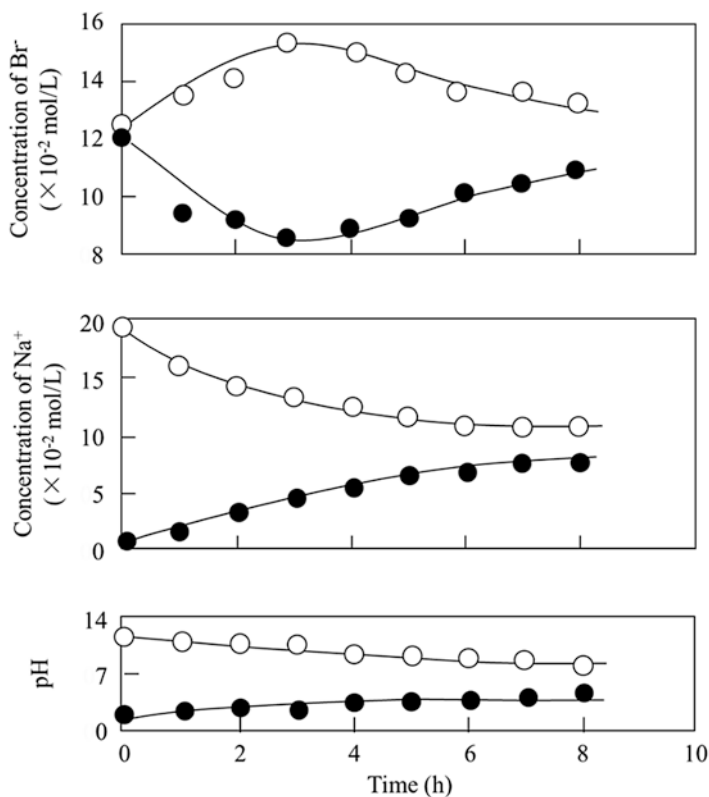 Concentration of Br⁻
(×10⁻² mol/L)
16
14
12
10
8
Concentration of Na⁺
(×10⁻² mol/L)
20
15
10
5
0
pH
14
7
0
0 2 4 6 8 10
Time (h)